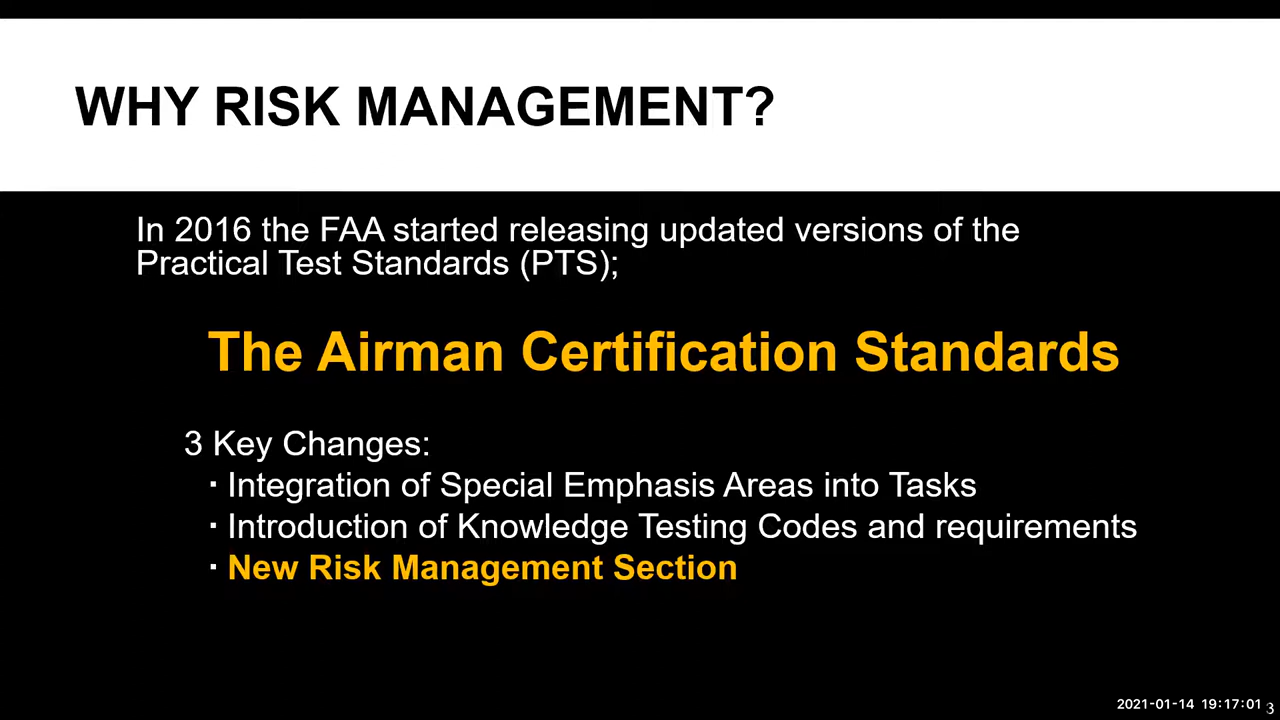 WHY RISK MANAGEMENT?
In 2016 the FAA started releasing updated versions of the
Practical Test Standards (PTS);
The Airman Certification Standards
3 Key Changes:
▪ Integration of Special Emphasis Areas into Tasks
▪ Introduction of Knowledge Testing Codes and requirements
▪ New Risk Management Section
2021-01-14 19:17:01
3